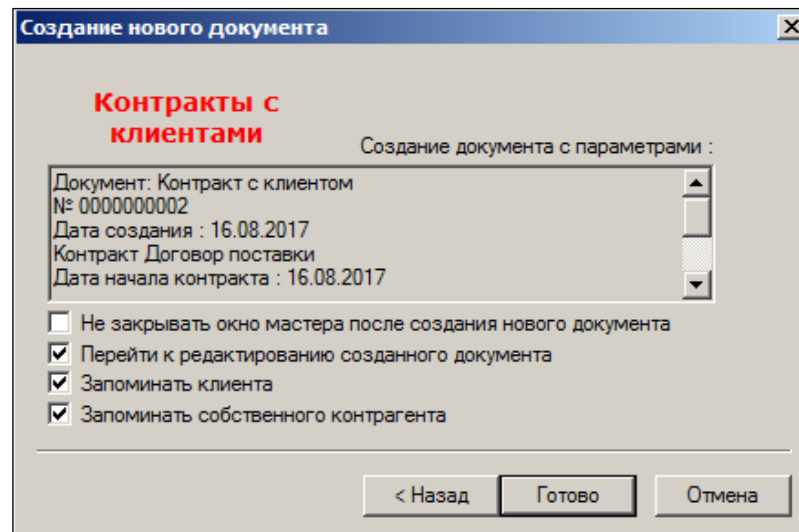 Создание нового документа
Контракты с
клиентами
Создание документа с параметрами :
Документ: Контракт с клиентом
№ 0000000002
Дата создания : 16.08.2017
Контракт Договор поставки
Дата начала контракта : 16.08.2017
Не закрывать окно мастера после создания нового документа
Перейти к редактированию созданного документа
Запоминать клиента
Запоминать собственного контрагента
< Назад
Готово
Отмена